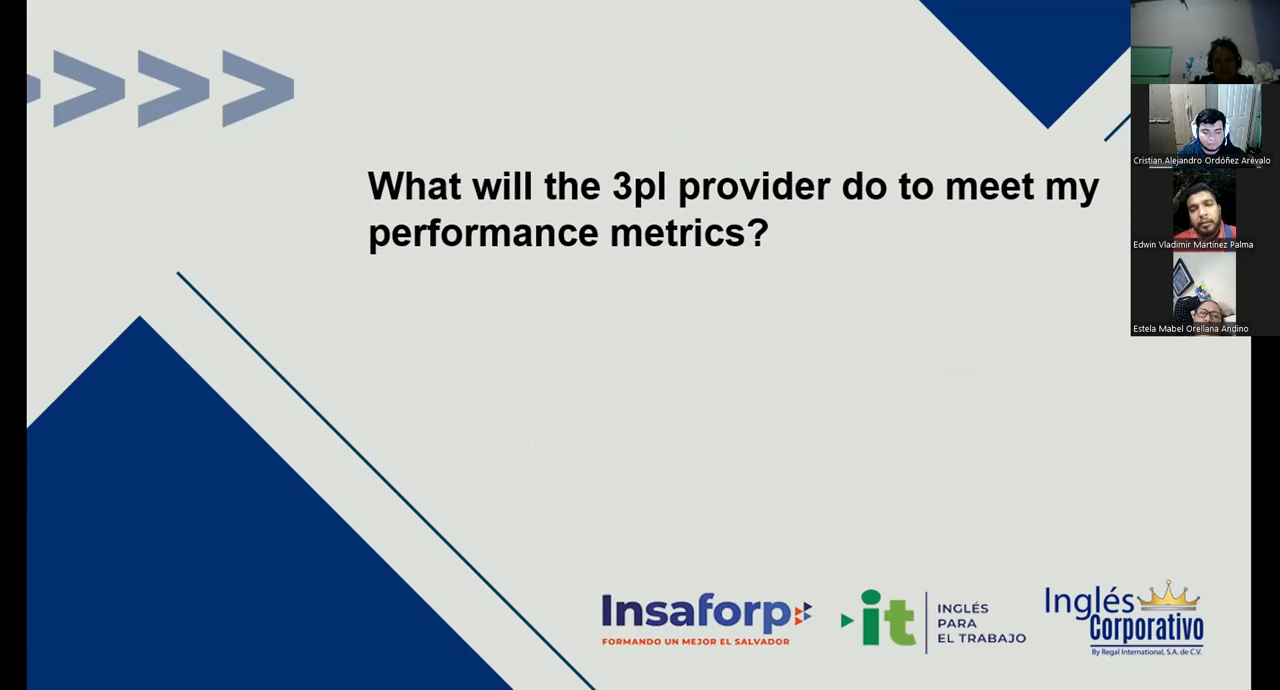 What will the 3pl provider do to meet my
performance metrics?
Cristian Alejandro Ordóñez Arévalo
Edwin Vladimir Martínez Palma
Estela Mabel Orellana Andino
Insaforp
FORMANDO UN MEJOR EL SALVADOR
it
INGLÉS
PARA
EL TRABAJO
Inglés
Corporativo
By Regal International, S.A. de C.V.